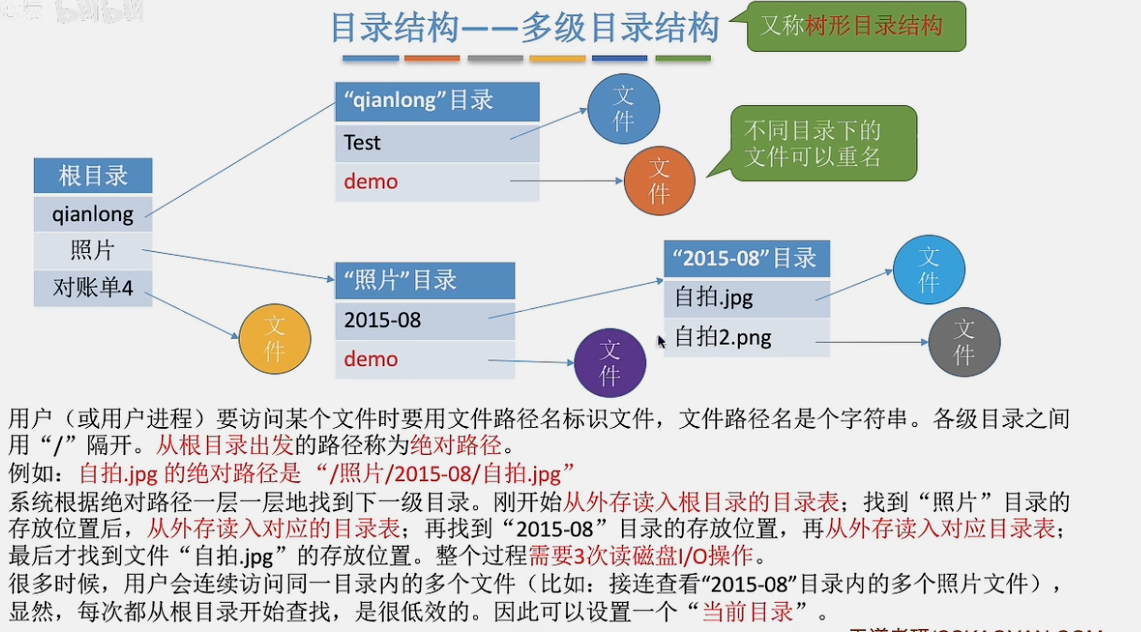 目录结构——多级目录结构
又称树形目录结构
"qianlong"目录
Test
demo
文件
文件
不同目录下的
文件可以重名
根目录
qianlong
照片
对账单4
文件
"照片"目录
2015-08
demo
文件
"2015-08"目录
自拍.jpg
自拍2.png
文件
文件
用户（或用户进程）要访问某个文件时要用文件路径名标识文件，文件路径名是个字符串。各级目录之间
用“/”隔开。从根目录出发的路径称为绝对路径。
例如：自拍.jpg 的绝对路径是 “/照片/2015-08/自拍.jpg”
系统根据绝对路径一层一层地找到下一级目录。刚开始从外存读入根目录的目录表；找到“照片”目录的
存放位置后，从外存读入对应的目录表；再找到“2015-08”目录的存放位置，再从外存读入对应目录表；
最后才找到文件“自拍.jpg”的存放位置。整个过程需要3次读磁盘I/O操作。
很多时候，用户会连续访问同一目录内的多个文件（比如：接连查看“2015-08”目录内的多个照片文件），
显然，每次都从根目录开始查找，是很低效的。因此可以设置一个“当前目录”。